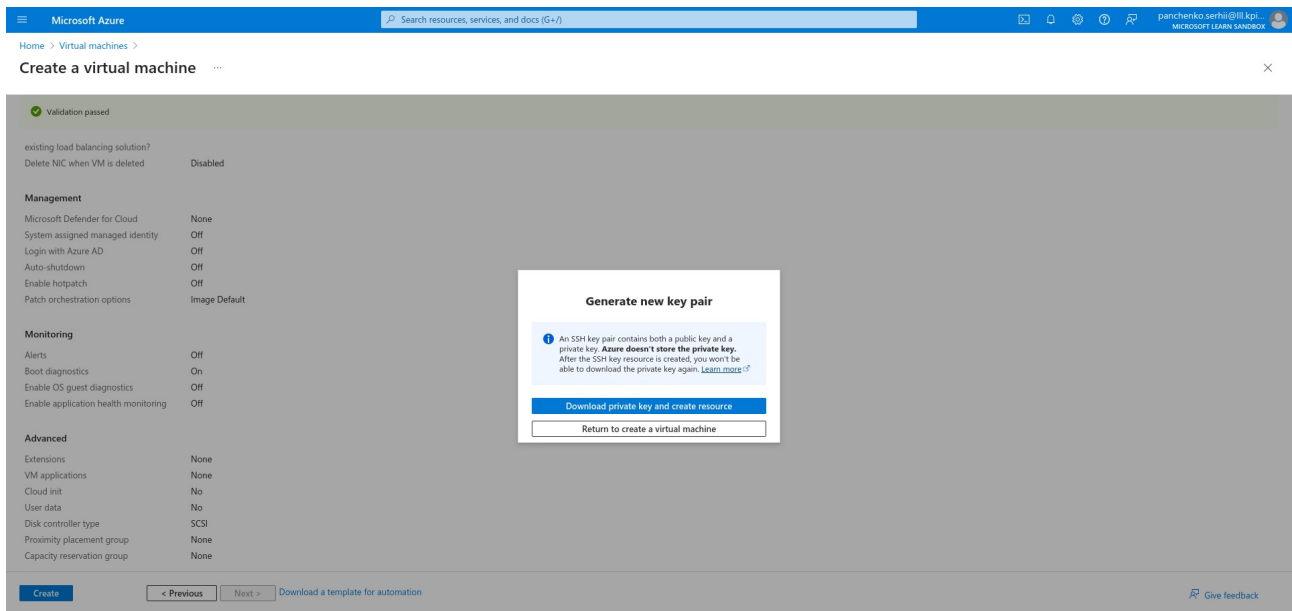 Microsoft Azure
Search resources, services, and docs (G+/)
panchenko.serhii@lll.kpi...
MICROSOFT LEARN SANDBOX
Home > Virtual machines >
Create a virtual machine ...
Validation passed
existing load balancing solution?
Delete NIC when VM is deleted Disabled
Management
Microsoft Defender for Cloud None
System assigned managed identity Off
Login with Azure AD Off
Auto-shutdown Off
Enable hotpatch Off
Patch orchestration options Image Default
Monitoring
Alerts Off
Boot diagnostics On
Enable OS guest diagnostics Off
Enable application health monitoring Off
Advanced
Extensions None
VM applications None
Cloud init No
User data No
Disk controller type SCSI
Proximity placement group None
Capacity reservation group None
Generate new key pair
An SSH key pair contains both a public key and a
private key. Azure doesn't store the private key.
After the SSH key resource is created, you won't be
able to download the private key again. Learn more
Download private key and create resource
Return to create a virtual machine
Create
< Previous
Next >
Download a template for automation
Give feedback